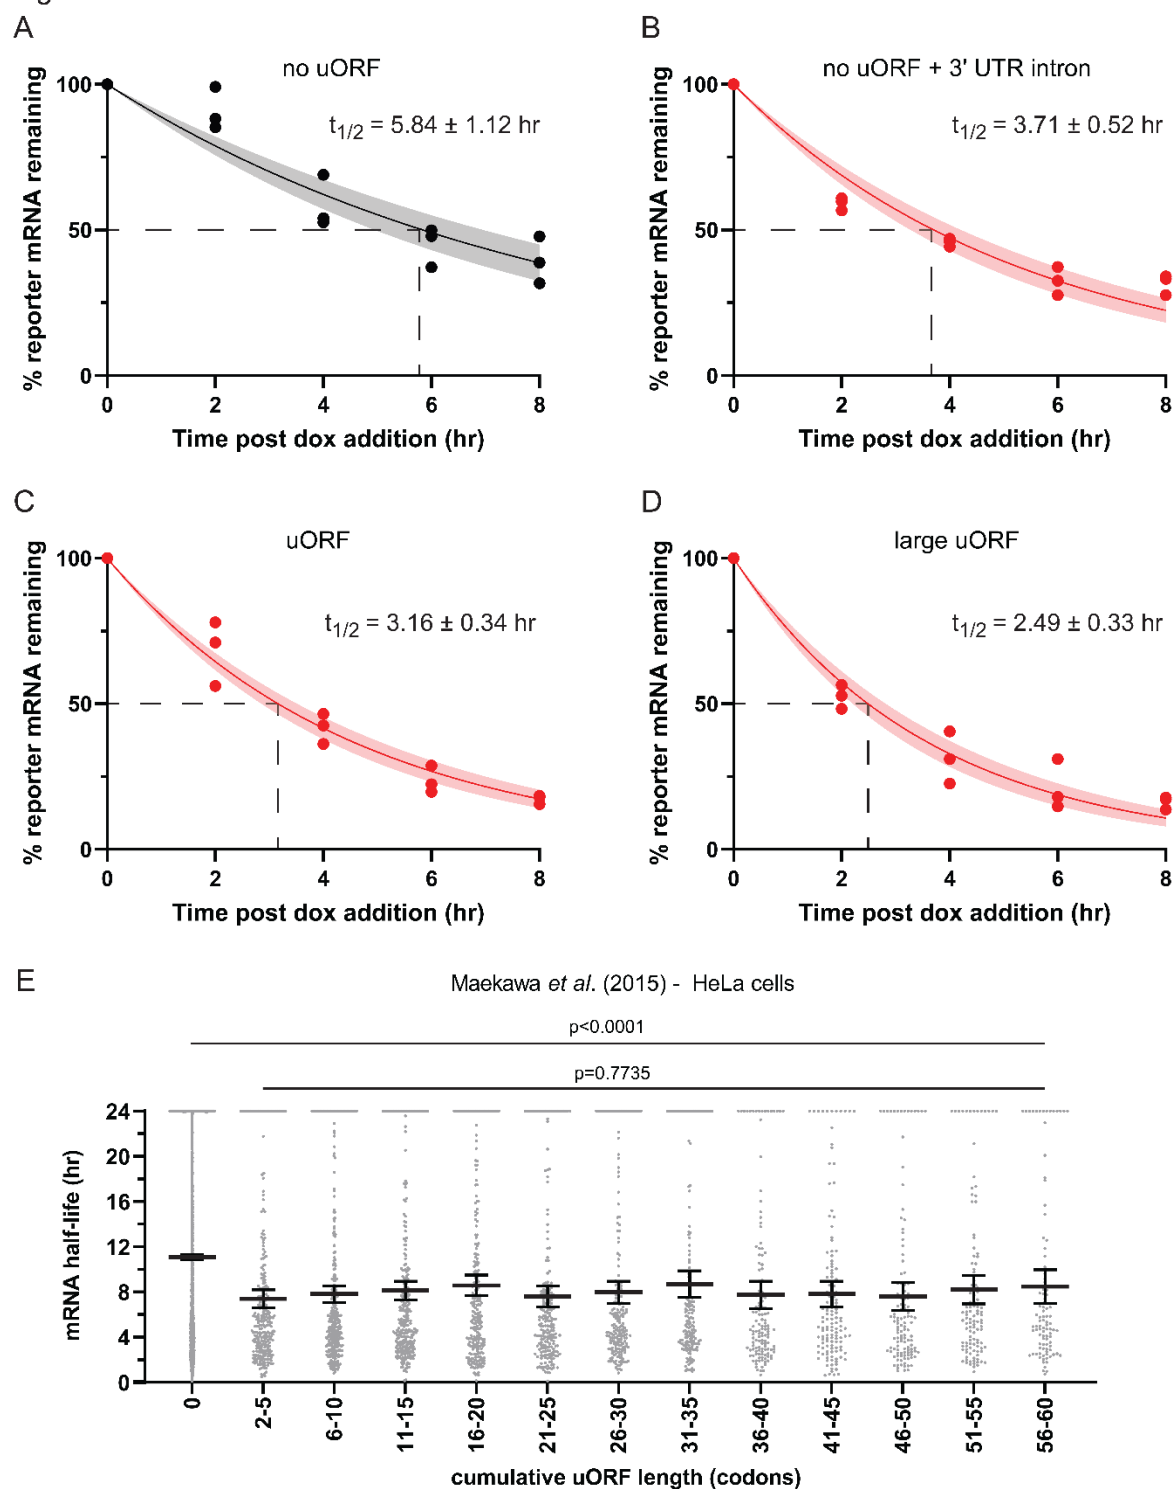 A
no uORF
t1/2 = 5.84 ± 1.12 hr
% reporter mRNA remaining
100
50
0
0 2 4 6 8
Time post dox addition (hr)
B
no uORF + 3' UTR intron
t1/2 = 3.71 ± 0.52 hr
% reporter mRNA remaining
100
50
0
0 2 4 6 8
Time post dox addition (hr)
C
uORF
t1/2 = 3.16 ± 0.34 hr
% reporter mRNA remaining
100
50
0
0 2 4 6 8
Time post dox addition (hr)
D
large uORF
t1/2 = 2.49 ± 0.33 hr
% reporter mRNA remaining
100
50
0
0 2 4 6 8
Time post dox addition (hr)
E
Maekawa et al. (2015) - HeLa cells
p<0.0001
p=0.7735
mRNA half-life (hr)
24
20
16
12
8
4
0
0 2-5 6-10 11-15 16-20 21-25 26-30 31-35 36-40 41-45 46-50 51-55 56-60
cumulative uORF length (codons)